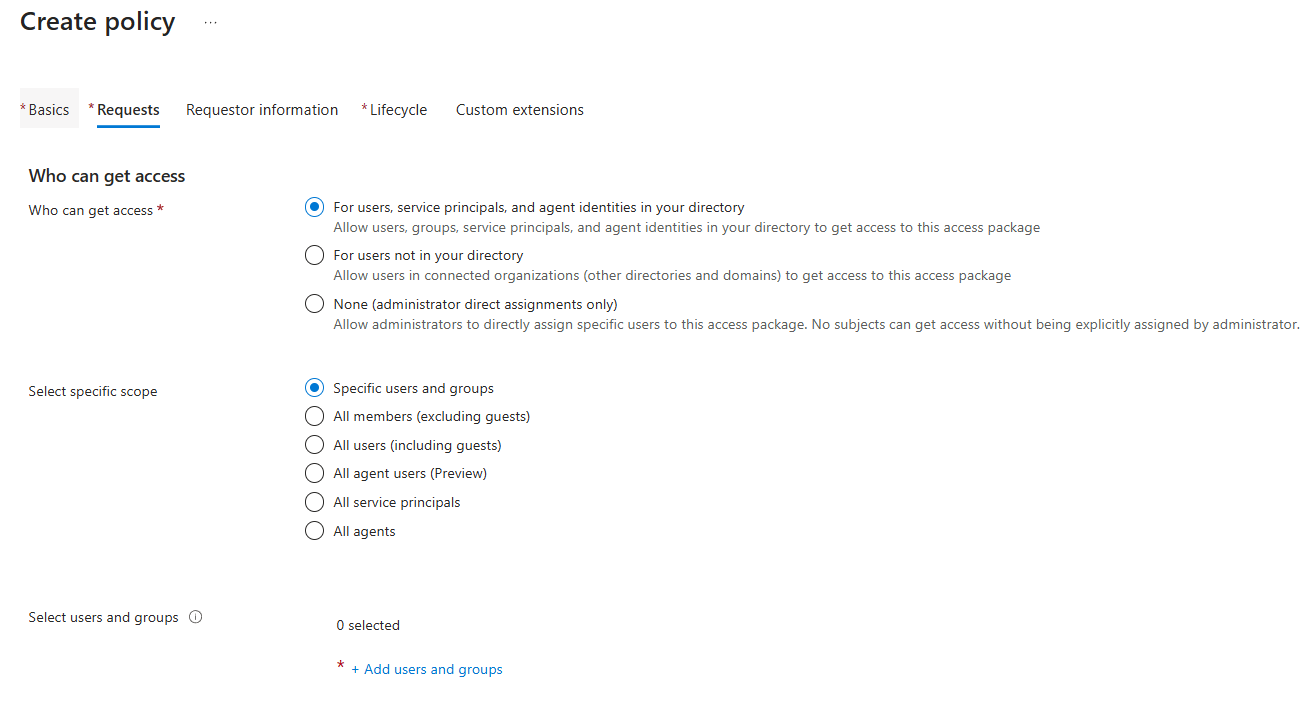 Create policy ...
* Basics * Requests Requestor information * Lifecycle Custom extensions
Who can get access
Who can get access *
For users, service principals, and agent identities in your directory
Allow users, groups, service principals, and agent identities in your directory to get access to this access package
For users not in your directory
Allow users in connected organizations (other directories and domains) to get access to this access package
None (administrator direct assignments only)
Allow administrators to directly assign specific users to this access package. No subjects can get access without being explicitly assigned by administrator.
Select specific scope
Specific users and groups
All members (excluding guests)
All users (including guests)
All agent users (Preview)
All service principals
All agents
Select users and groups
0 selected
* + Add users and groups